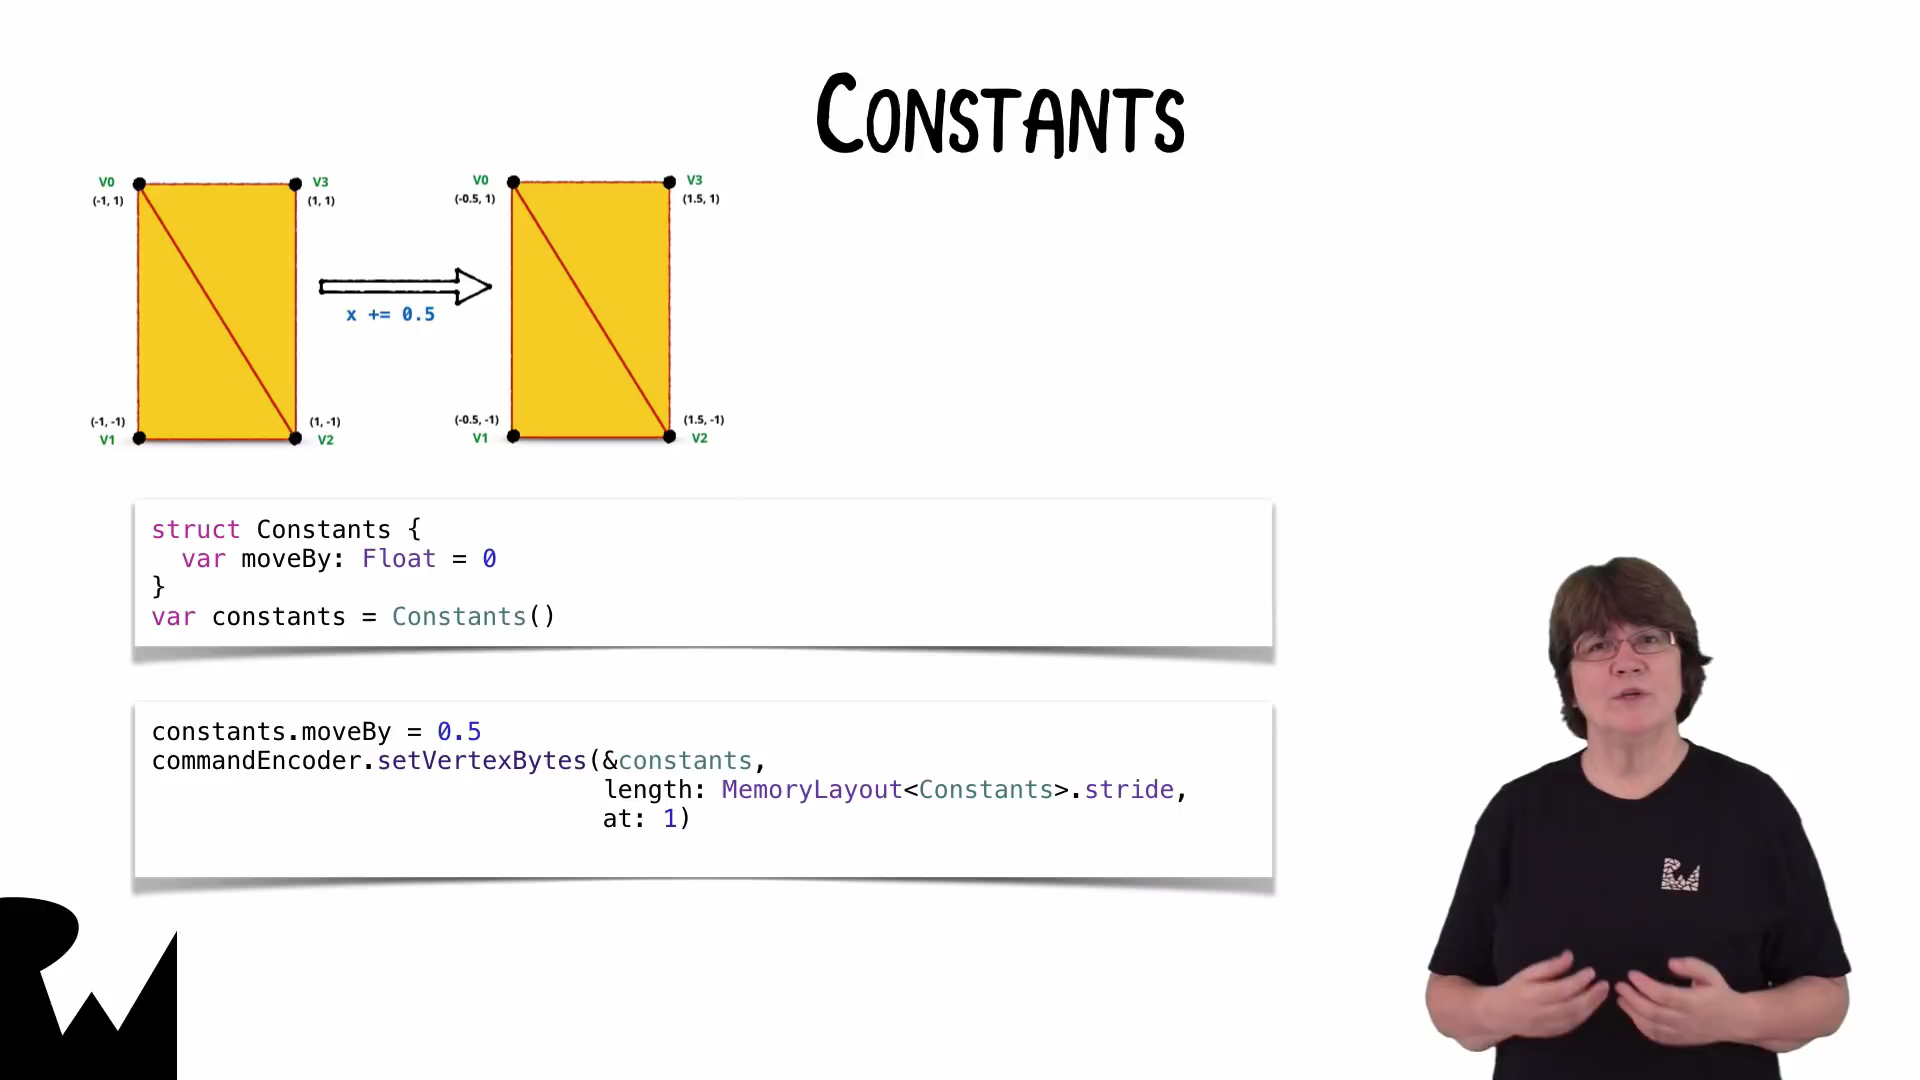 CONSTANTS
V0
(-1, 1)
V3
(1, 1)
(-1, -1)
V1
(1, -1)
V2
x += 0.5
V0
(-0.5, 1)
V3
(1.5, 1)
(-0.5, -1)
V1
(1.5, -1)
V2
struct Constants {
  var moveBy: Float = 0
}
var constants = Constants()
constants.moveBy = 0.5
commandEncoder.setVertexBytes(&constants,
                              length: MemoryLayout<Constants>.stride,
                              at: 1)
RW
RW